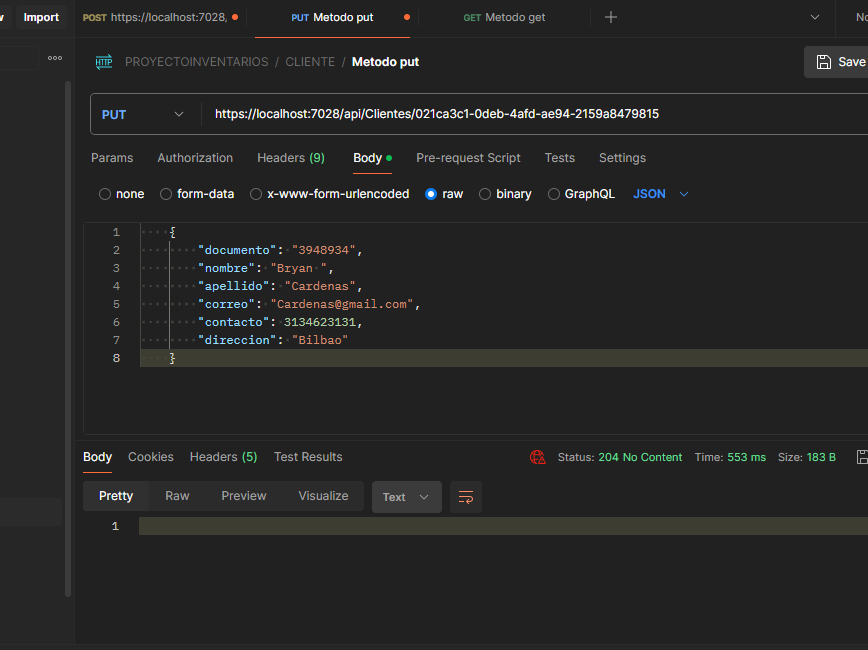 Import
POST https://localhost:7028,
PUT Metodo put
GET Metodo get
PROYECTOINVENTARIOS / CLIENTE / Metodo put
Save
PUT
https://localhost:7028/api/Clientes/021ca3c1-0deb-4afd-ae94-2159a8479815
Params Authorization Headers (9) Body Pre-request Script Tests Settings
none form-data x-www-form-urlencoded raw binary GraphQL JSON
1 {
2 "documento": "3948934",
3 "nombre": "Bryan ",
4 "apellido": "Cardenas",
5 "correo": "Cardenas@gmail.com",
6 "contacto": 3134623131,
7 "direccion": "Bilbao"
8 }
Body Cookies Headers (5) Test Results
Status: 204 No Content Time: 553 ms Size: 183 B
Pretty Raw Preview Visualize Text
1